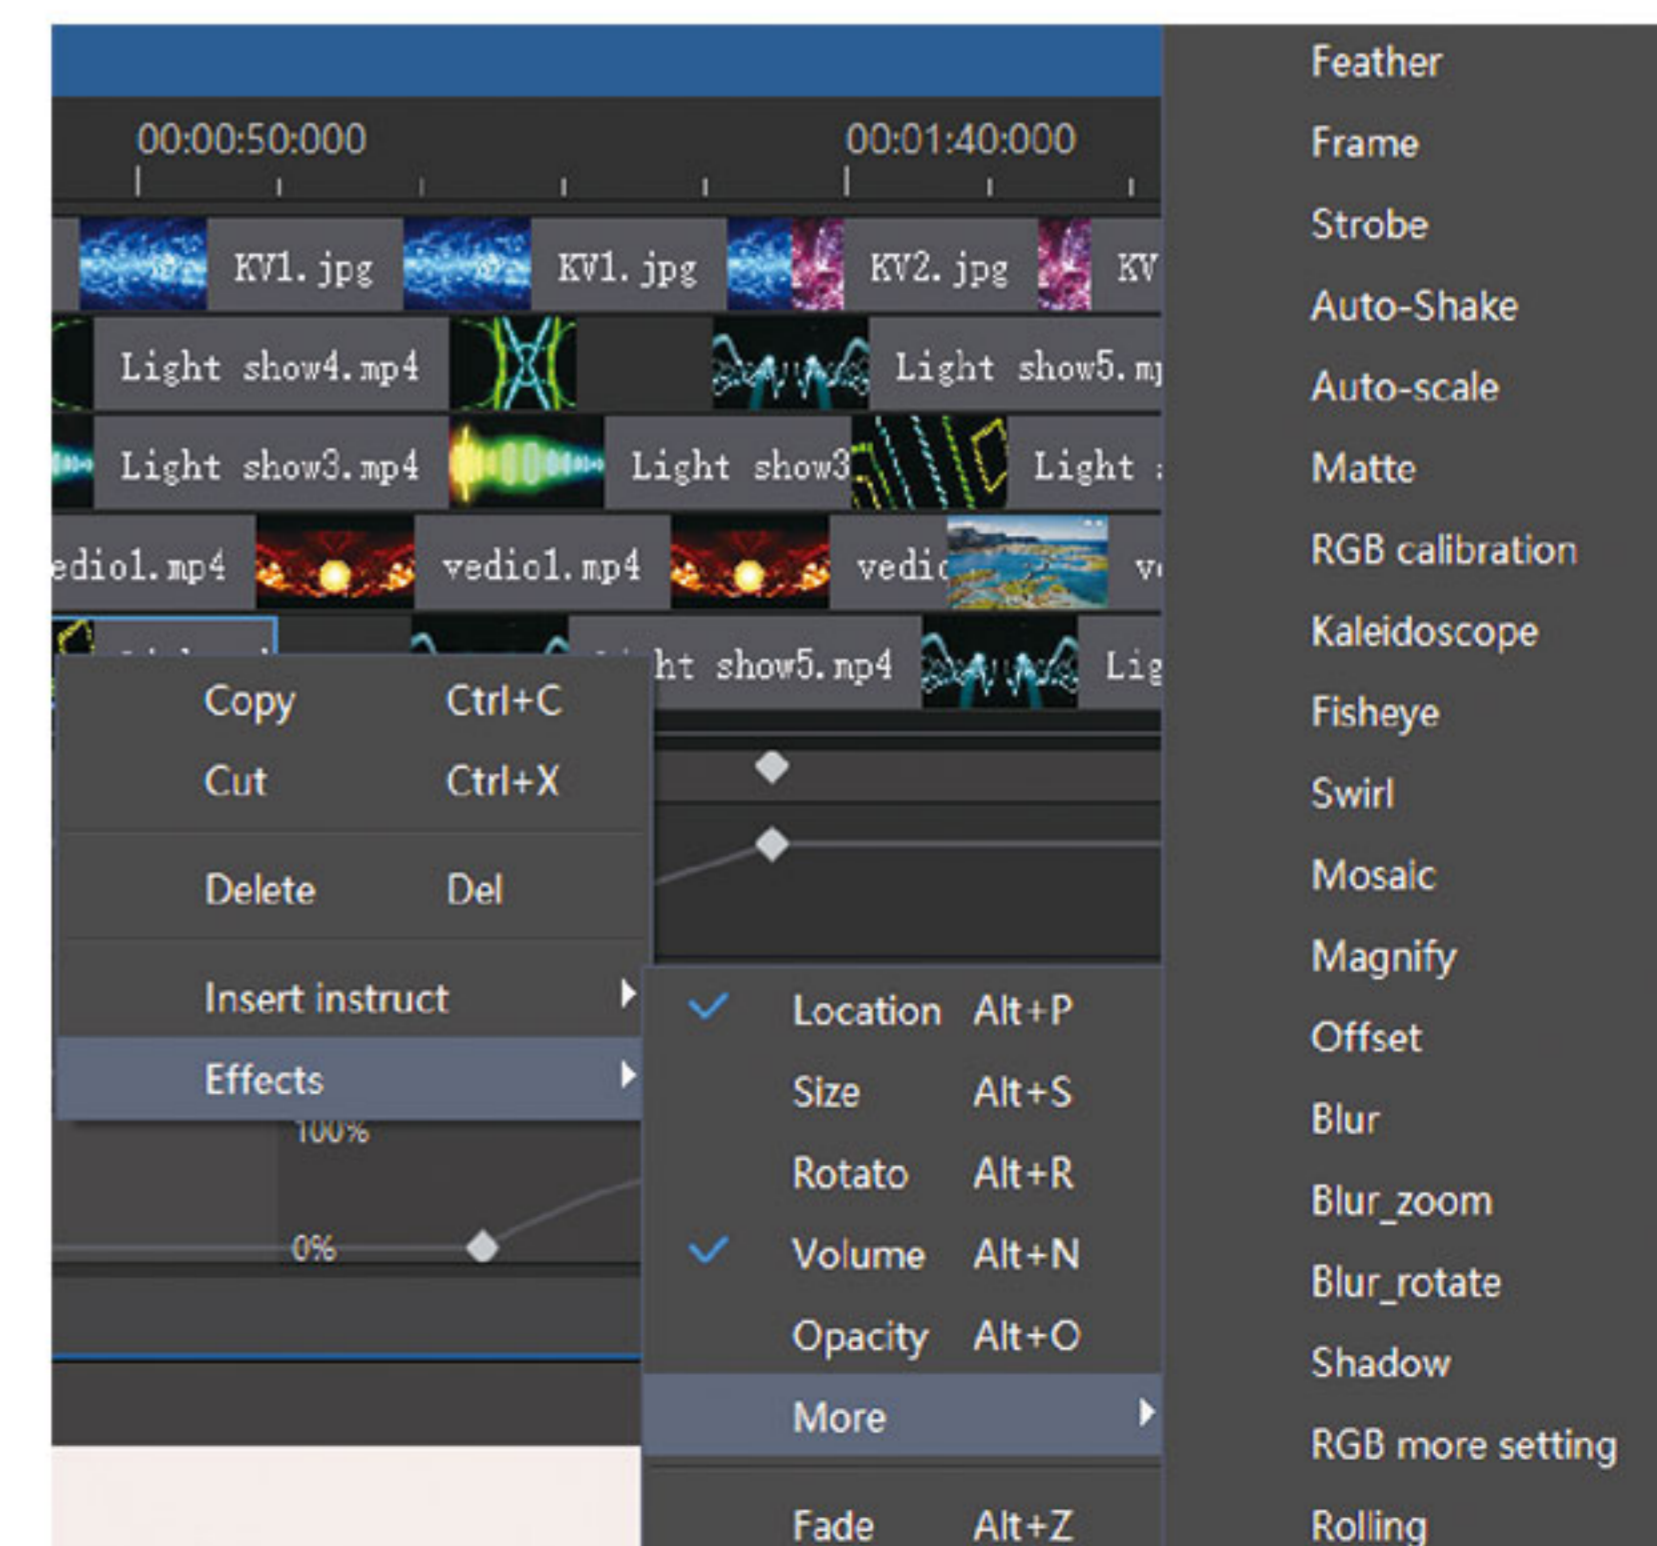 00:00:50:000 00:01:40:000
KV1.jpg KV1.jpg KV2.jpg KV
Light show4.mp4 Light show5.mp
Light show3.mp4 Light show3 Light
edio1.mp4 vedio1.mp4 vedio v
ht show5.mp4 Lig
Copy Ctrl+C
Cut Ctrl+X
Delete Del
Insert instruct
Effects
100%
0%
Location Alt+P
Size Alt+S
Rotato Alt+R
Volume Alt+N
Opacity Alt+O
More
Fade Alt+Z
Feather
Frame
Strobe
Auto-Shake
Auto-scale
Matte
RGB calibration
Kaleidoscope
Fisheye
Swirl
Mosaic
Magnify
Offset
Blur
Blur_zoom
Blur_rotate
Shadow
RGB more setting
Rolling